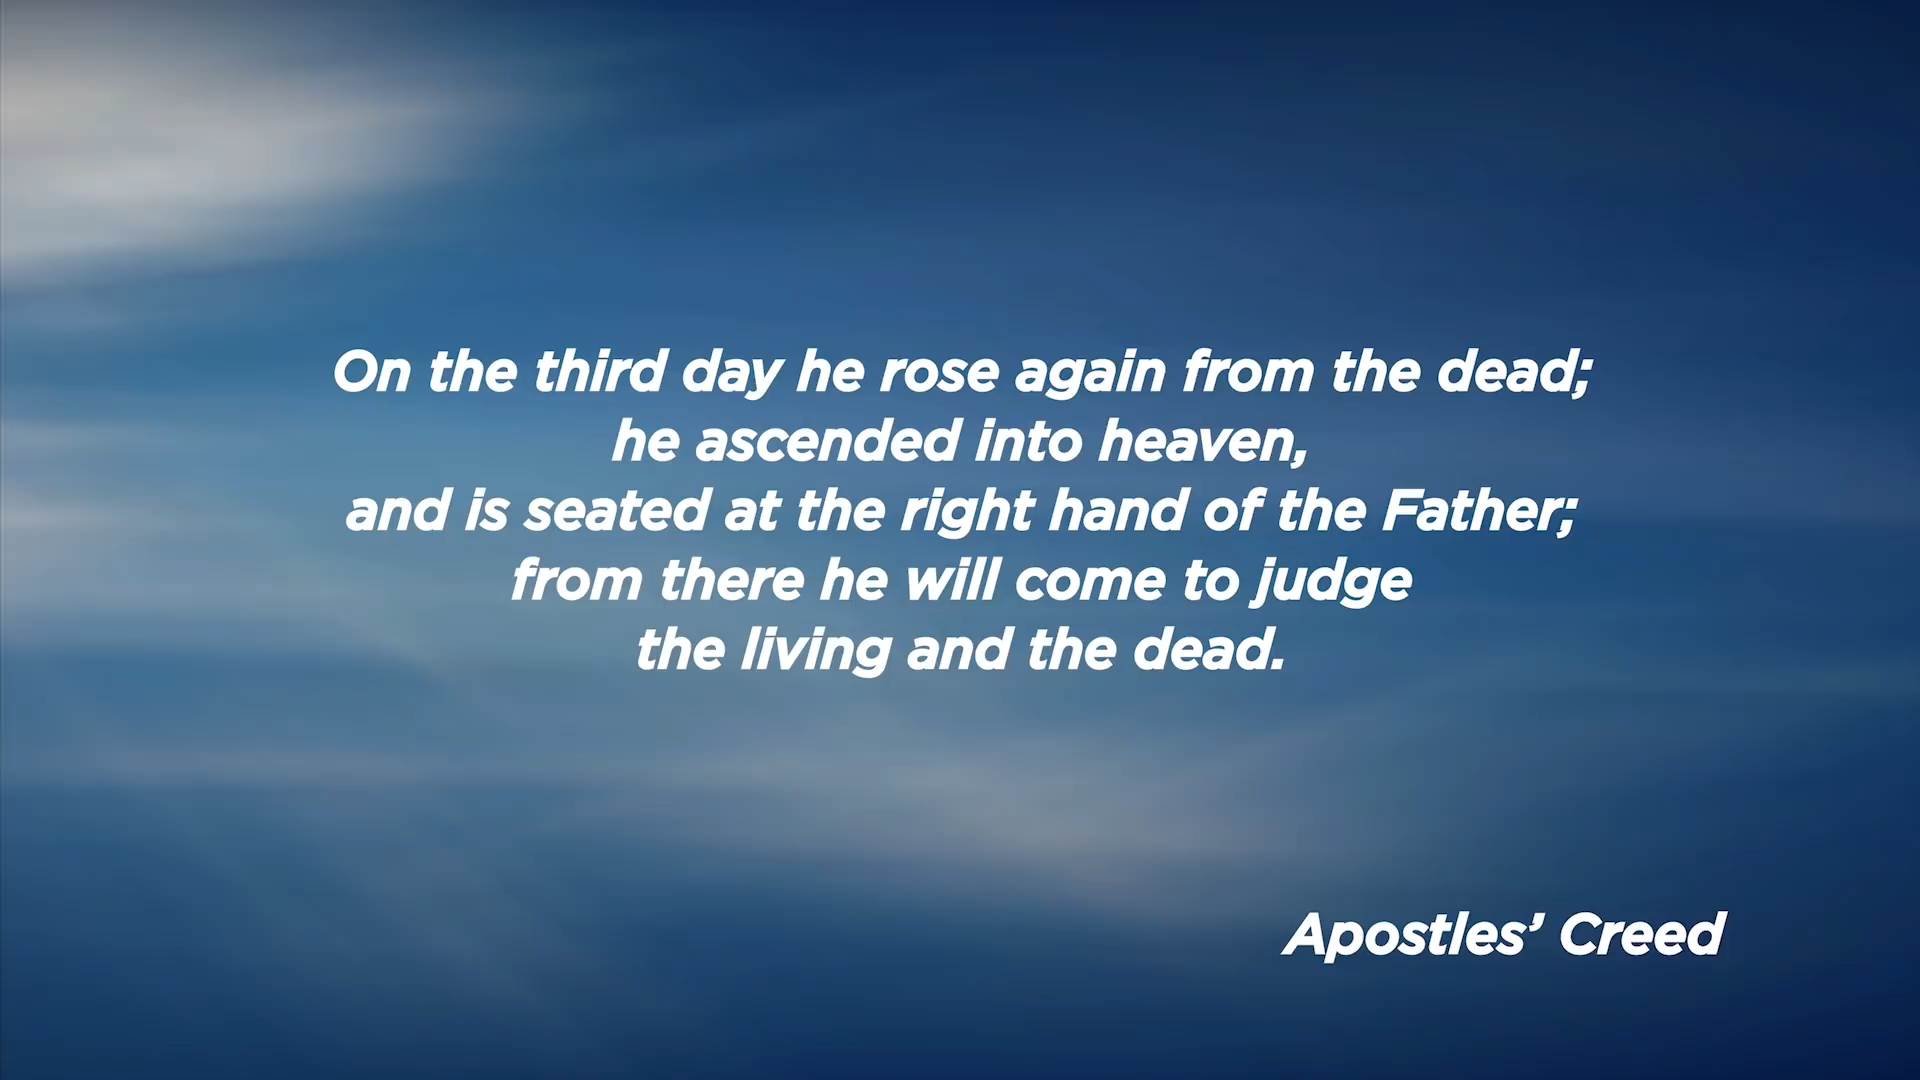 On the third day he rose again from the dead;
he ascended into heaven,
and is seated at the right hand of the Father;
from there he will come to judge
the living and the dead.
Apostles’ Creed